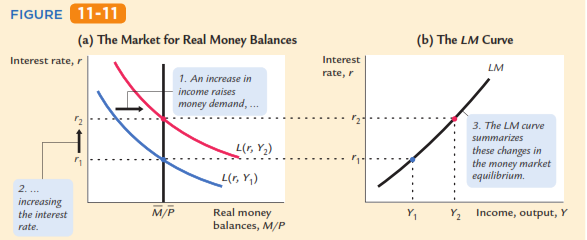 FIGURE 11-11
(a) The Market for Real Money Balances
Interest rate, r
1. An increase in
income raises
money demand, ...
r₂
r₁
L(r, Y₂)
L(r, Y₁)
2. ...
increasing
the interest
rate.
M̅/P̅
Real money
balances, M/P
(b) The LM Curve
Interest
rate, r
LM
r₂
r₁
3. The LM curve
summarizes
these changes in
the money market
equilibrium.
Y₁
Y₂
Income, output, Y